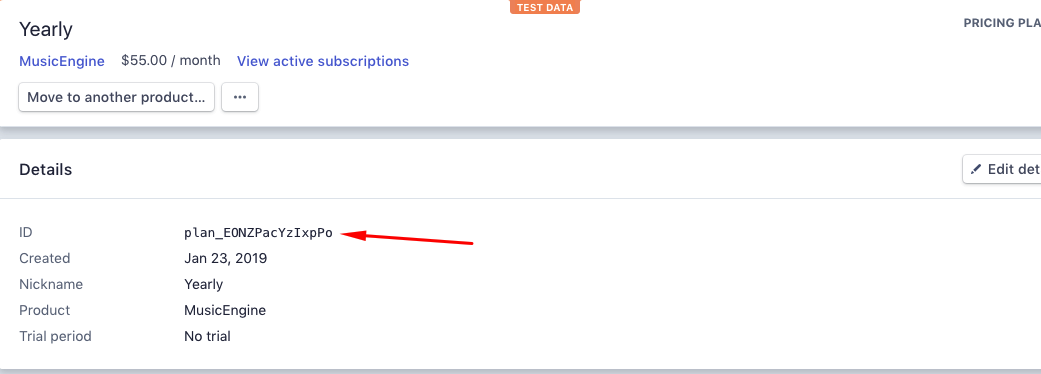 TEST DATA
Yearly
PRICING PLA
MusicEngine $55.00 / month View active subscriptions
Move to another product... ···
Details
Edit det
ID plan_EONZPacYzIxpPo
Created Jan 23, 2019
Nickname Yearly
Product MusicEngine
Trial period No trial